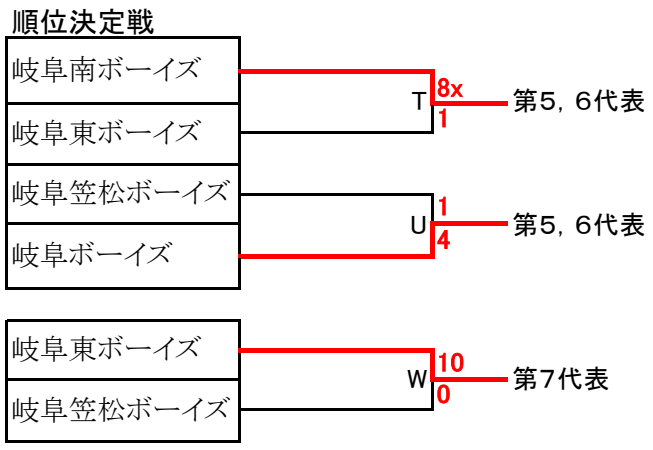 順位決定戦
岐阜南ボーイズ
8x
T
第5，6代表
1
岐阜東ボーイズ
岐阜笠松ボーイズ
1
U
第5，6代表
4
岐阜ボーイズ
岐阜東ボーイズ
10
W
第7代表
0
岐阜笠松ボーイズ